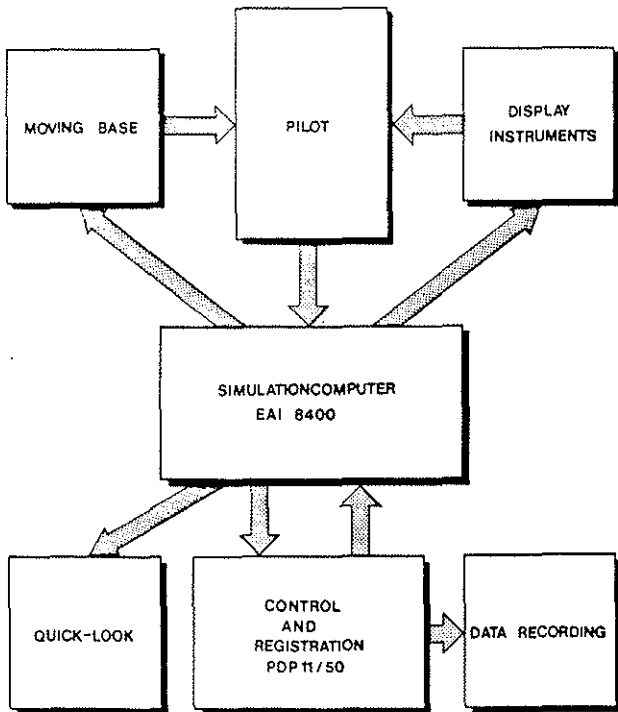 MOVING BASE
PILOT
DISPLAY
INSTRUMENTS
SIMULATIONCOMPUTER
EAI 8400
QUICK-LOOK
CONTROL
AND
REGISTRATION
PDP 11/50
DATA RECORDING